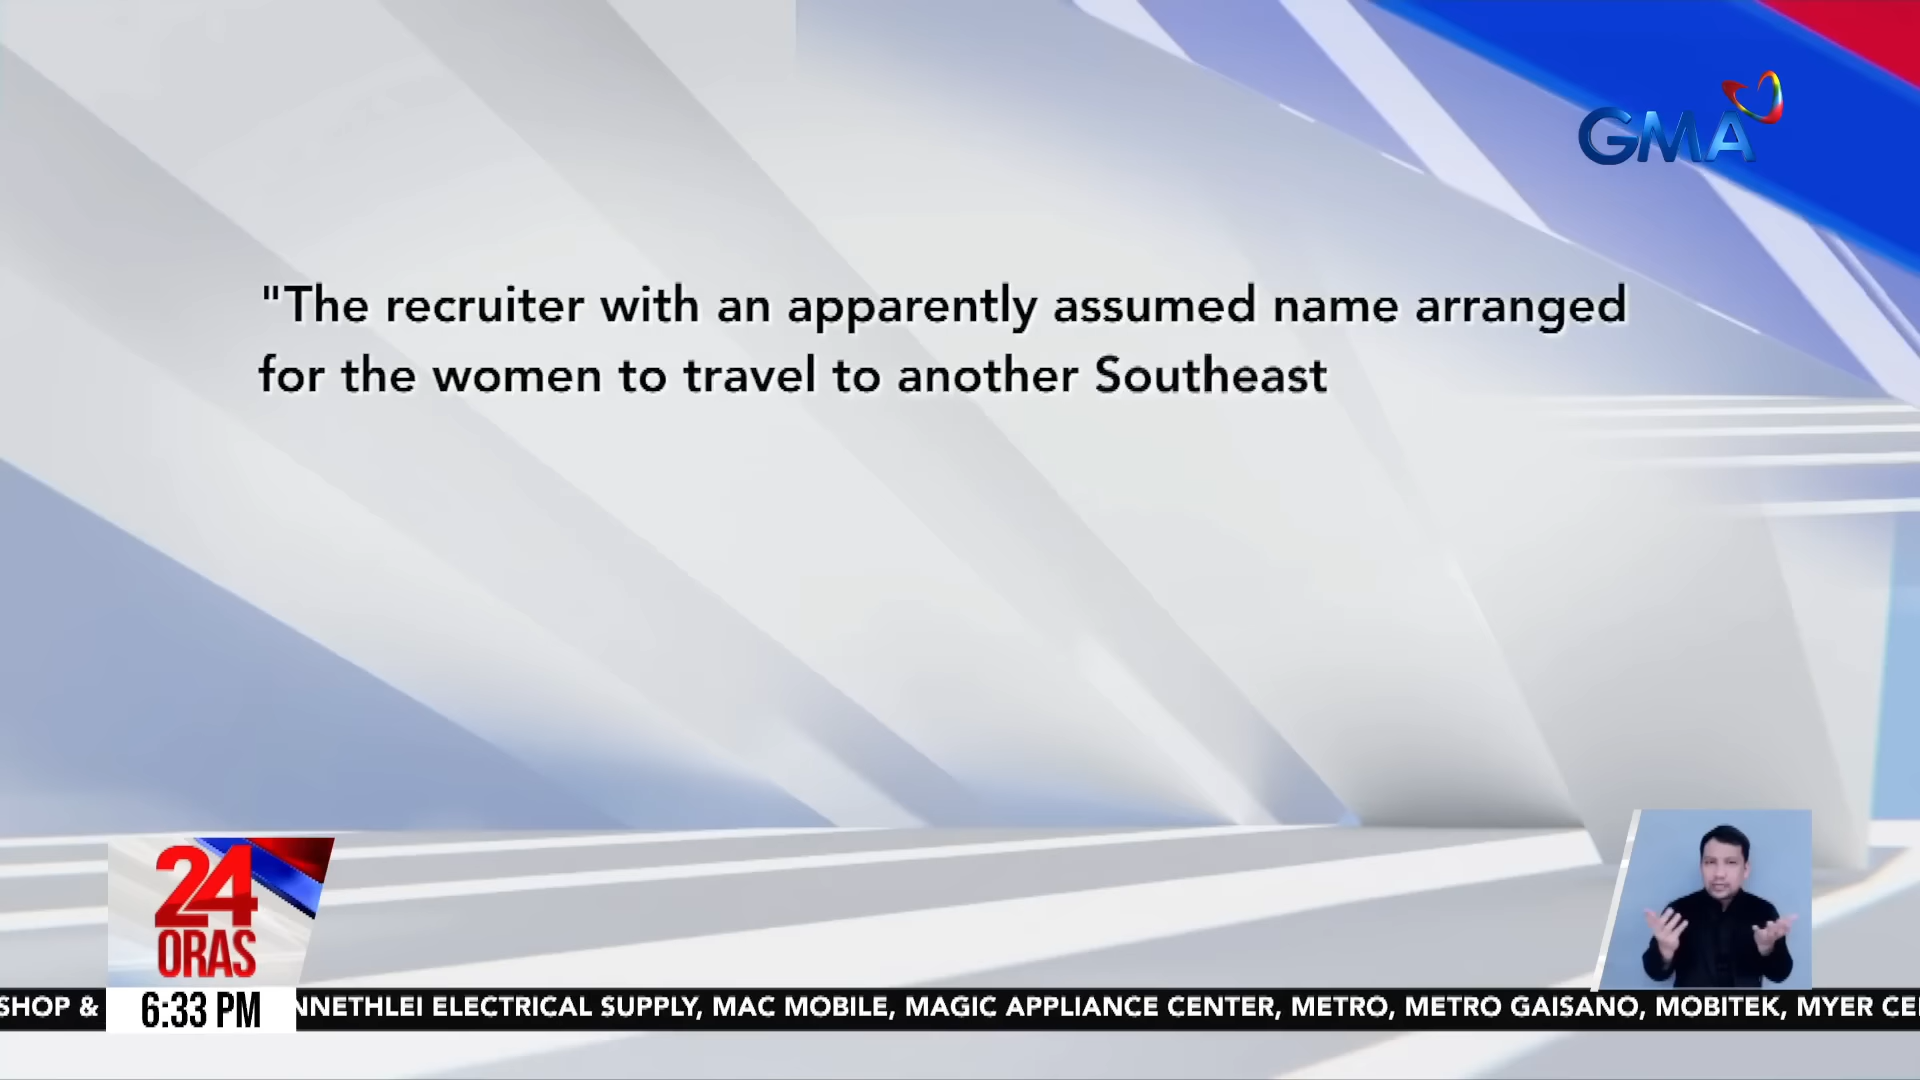 GMA
"The recruiter with an apparently assumed name arranged
for the women to travel to another Southeast
24
ORAS
6:33 PM
SHOP & NNETHLEI ELECTRICAL SUPPLY, MAC MOBILE, MAGIC APPLIANCE CENTER, METRO, METRO GAISANO, MOBITEK, MYER CE